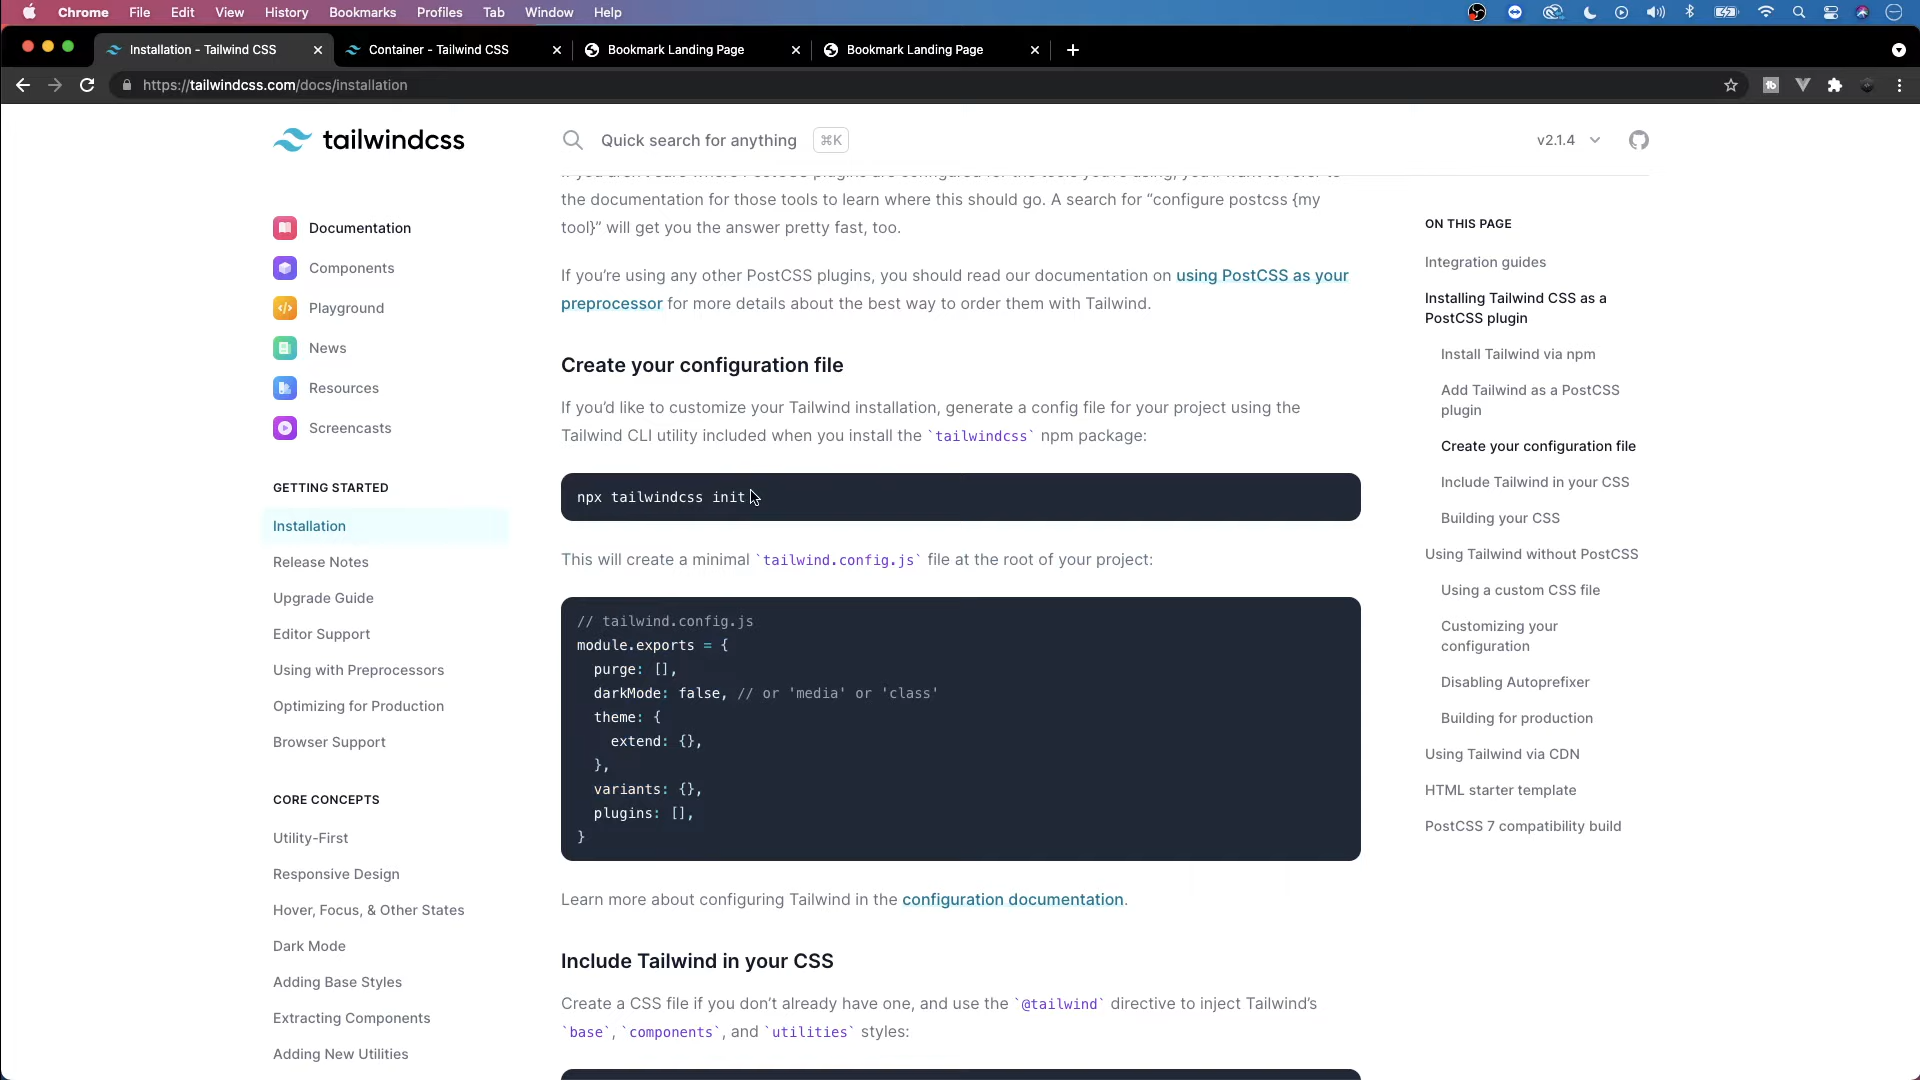 Chrome File Edit View History Bookmarks Profiles Tab Window Help
Installation - Tailwind CSS
Container - Tailwind CSS
Bookmark Landing Page
Bookmark Landing Page
https://tailwindcss.com/docs/installation
tailwindcss
Quick search for anything ⌘K
v2.1.4
Documentation
Components
Playground
News
Resources
Screencasts
GETTING STARTED
Installation
Release Notes
Upgrade Guide
Editor Support
Using with Preprocessors
Optimizing for Production
Browser Support
CORE CONCEPTS
Utility-First
Responsive Design
Hover, Focus, & Other States
Dark Mode
Adding Base Styles
Extracting Components
Adding New Utilities
the documentation for those tools to learn where this should go. A search for “configure postcss {my
tool}” will get you the answer pretty fast, too.
If you’re using any other PostCSS plugins, you should read our documentation on using PostCSS as your
preprocessor for more details about the best way to order them with Tailwind.
Create your configuration file
If you’d like to customize your Tailwind installation, generate a config file for your project using the
Tailwind CLI utility included when you install the `tailwindcss` npm package:
npx tailwindcss init
This will create a minimal `tailwind.config.js` file at the root of your project:
// tailwind.config.js
module.exports = {
purge: [],
darkMode: false, // or 'media' or 'class'
theme: {
extend: {},
},
variants: {},
plugins: [],
}
Learn more about configuring Tailwind in the configuration documentation.
Include Tailwind in your CSS
Create a CSS file if you don’t already have one, and use the `@tailwind` directive to inject Tailwind’s
`base`, `components`, and `utilities` styles:
ON THIS PAGE
Integration guides
Installing Tailwind CSS as a
PostCSS plugin
Install Tailwind via npm
Add Tailwind as a PostCSS
plugin
Create your configuration file
Include Tailwind in your CSS
Building your CSS
Using Tailwind without PostCSS
Using a custom CSS file
Customizing your
configuration
Disabling Autoprefixer
Building for production
Using Tailwind via CDN
HTML starter template
PostCSS 7 compatibility build